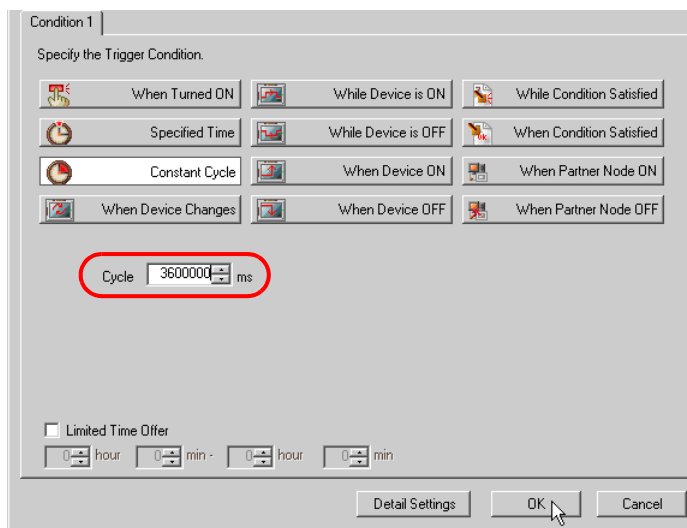 Condition 1
Specify the Trigger Condition.
When Turned ON
While Device is ON
While Condition Satisfied
Specified Time
While Device is OFF
When Condition Satisfied
Constant Cycle
When Device ON
When Partner Node ON
When Device Changes
When Device OFF
When Partner Node OFF
Cycle 3600000 ms
Limited Time Offer
0 hour 0 min - 0 hour 0 min
Detail Settings OK Cancel